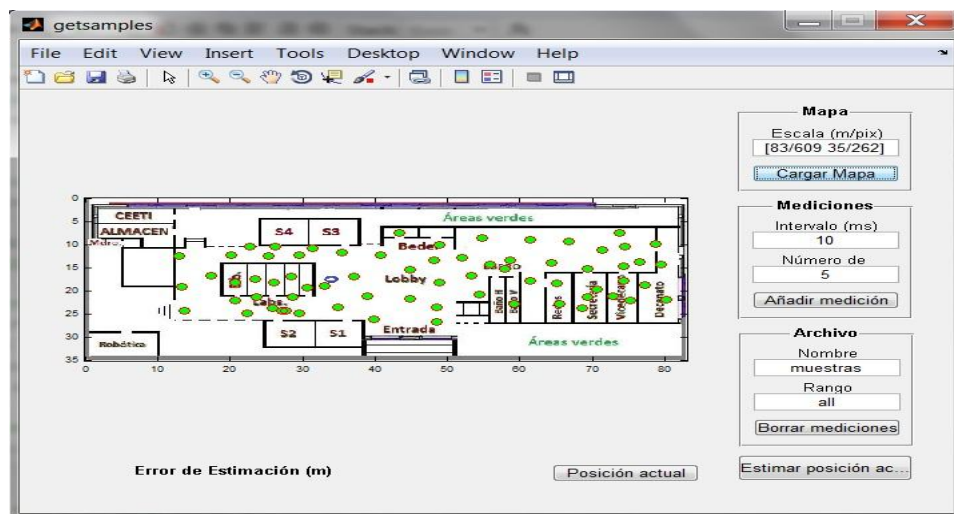 getsamples
File Edit View Insert Tools Desktop Window Help
Mapa
Escala (m/pix)
[83/609 35/262]
Cargar Mapa
Mediciones
Intervalo (ms)
10
Número de
5
Añadir medición
Archivo
Nombre
muestras
Rango
all
Borrar mediciones
Estimar posición ac...
0
5
10
15
20
25
30
35
CEETI
ALMACEN
S4
S3
Áreas verdes
Lobby
Labs.
Baño H
Decanato
S2
S1
Entrada
Robótica
Áreas verdes
0 10 20 30 40 50 60 70 80
Error de Estimación (m)
Posición actual